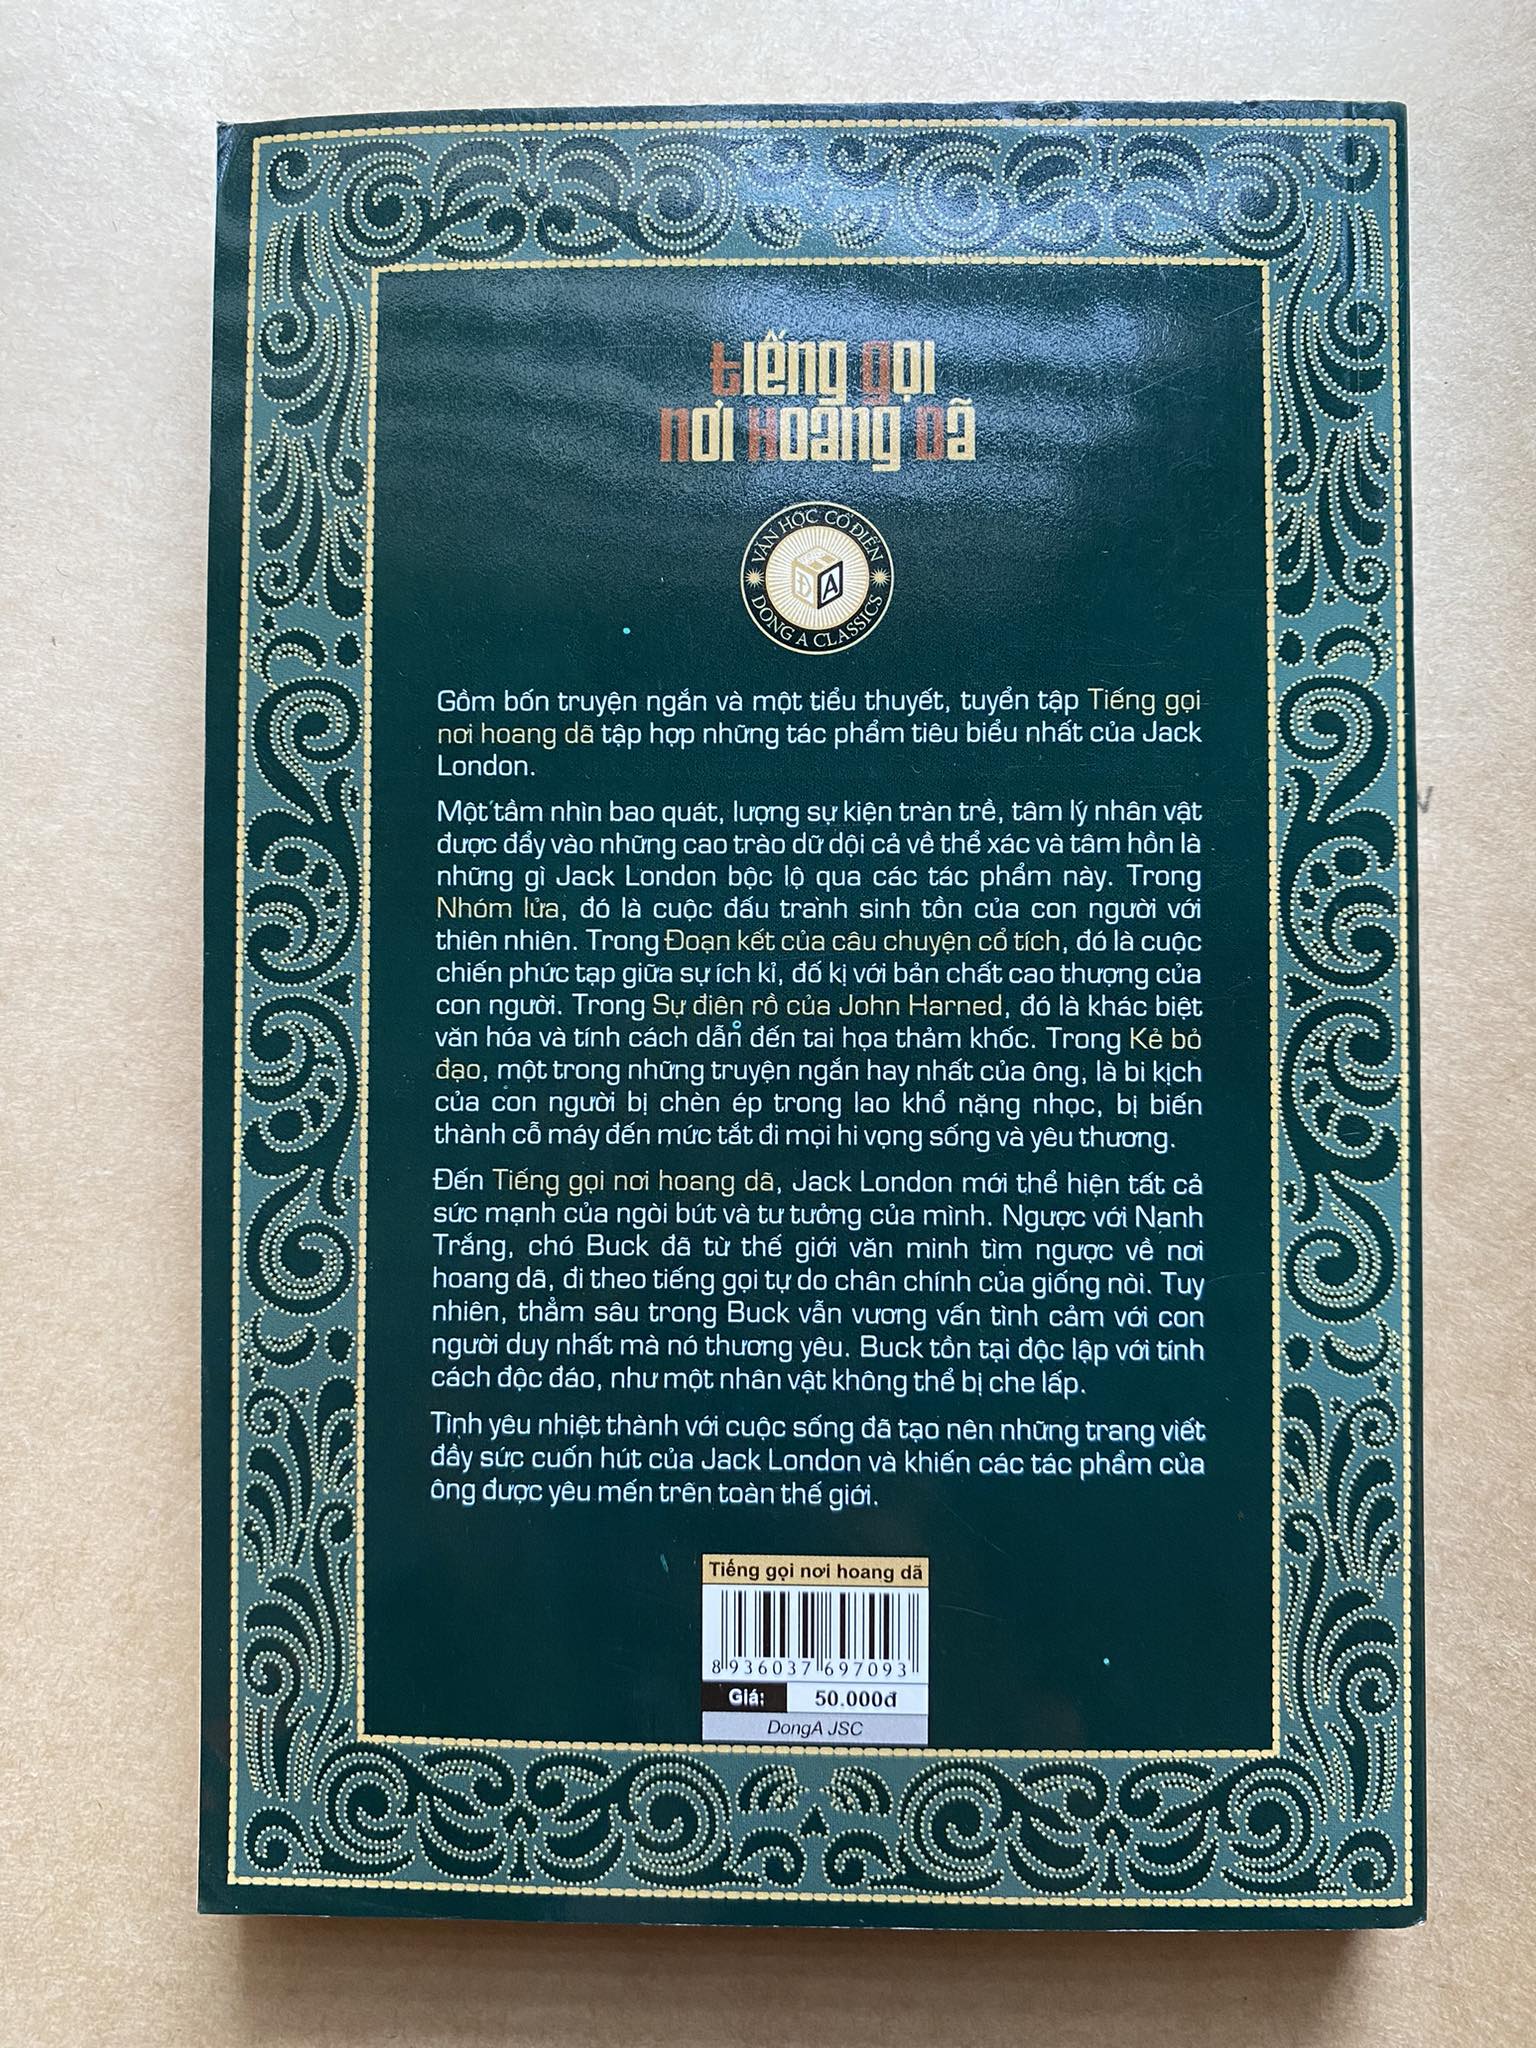 tiếng gọi
nơi hoang dã
VĂN HỌC CỔ ĐIỂN
ĐA
DONG A CLASSICS
Gồm bốn truyện ngắn và một tiểu thuyết, tuyển tập Tiếng gọi
nơi hoang dã tập hợp những tác phẩm tiêu biểu nhất của Jack
London.
Một tầm nhìn bao quát, lượng sự kiện tràn trề, tâm lý nhân vật
được đẩy vào những cao trào dữ dội cả về thể xác và tâm hồn là
những gì Jack London bộc lộ qua các tác phẩm này. Trong
Nhóm lửa, đó là cuộc đấu tranh sinh tồn của con người với
thiên nhiên. Trong Đoạn kết của câu chuyện cổ tích, đó là cuộc
chiến phức tạp giữa sự ích kỉ, đố kị với bản chất cao thượng của
con người. Trong Sự điên rồ của John Harned, đó là khác biệt
văn hóa và tính cách dẫn đến tai họa thảm khốc. Trong Kẻ bỏ
đạo, một trong những truyện ngắn hay nhất của ông, là bi kịch
của con người bị chèn ép trong lao khổ nặng nhọc, bị biến
thành cỗ máy đến mức tắt đi mọi hi vọng sống và yêu thương.
Đến Tiếng gọi nơi hoang dã, Jack London mới thể hiện tất cả
sức mạnh của ngòi bút và tư tưởng của mình. Ngược với Nanh
Trắng, chó Buck đã từ thế giới văn minh tìm ngược về nơi
hoang dã, đi theo tiếng gọi tự do chân chính của giống nòi. Tuy
nhiên, thẳm sâu trong Buck vẫn vương vấn tình cảm với con
người duy nhất mà nó thương yêu. Buck tồn tại độc lập với tính
cách độc đáo, như một nhân vật không thể bị che lấp.
Tình yêu nhiệt thành với cuộc sống đã tạo nên những trang viết
đầy sức cuốn hút của Jack London và khiến các tác phẩm của
ông được yêu mến trên toàn thế giới.
Tiếng gọi nơi hoang dã
8 936037 697093
Giá: 50.000đ
DongA JSC